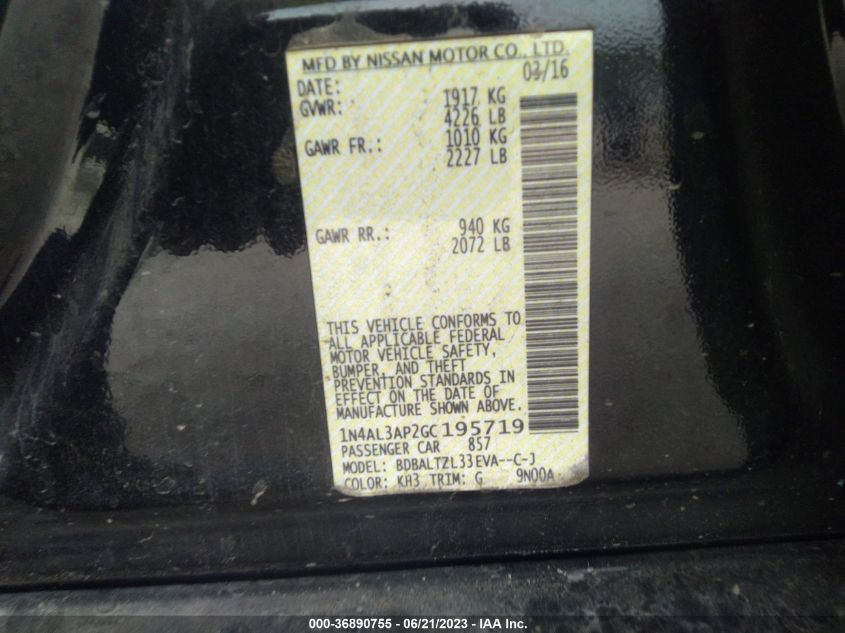 MFD BY NISSAN MOTOR CO., LTD.
DATE: 03/16
GVWR: 1917 KG
4226 LB
GAWR FR.: 1010 KG
2227 LB
GAWR RR.: 940 KG
2072 LB
THIS VEHICLE CONFORMS TO
ALL APPLICABLE FEDERAL
MOTOR VEHICLE SAFETY,
BUMPER, AND THEFT
PREVENTION STANDARDS IN
EFFECT ON THE DATE OF
MANUFACTURE SHOWN ABOVE.
1N4AL3AP2GC195719
PASSENGER CAR 857
MODEL: BDBALTZL33EVA--C-J
COLOR: KH3 TRIM: G 9N00A
000-36890755 - 06/21/2023 - IAA Inc.